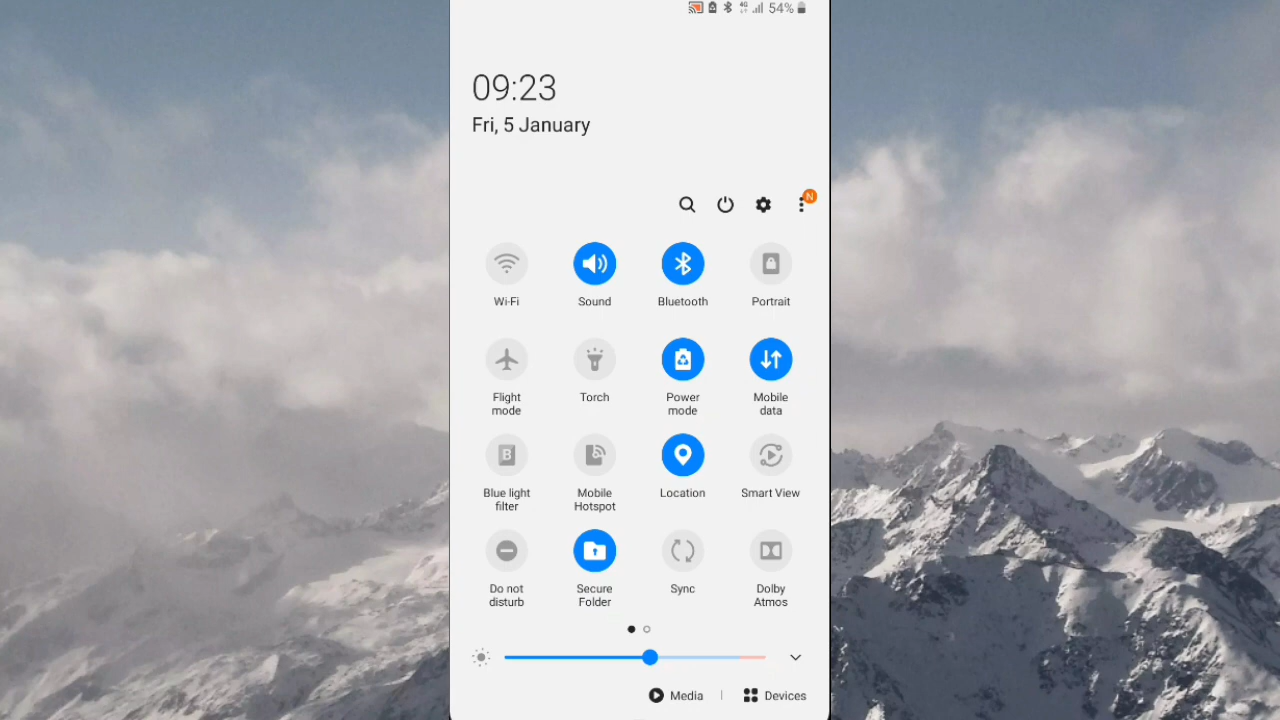 4G 54%
09:23
Fri, 5 January
N
Wi-Fi Sound Bluetooth Portrait
Flight mode Torch Power mode Mobile data
B
Blue light filter Mobile Hotspot Location Smart View
Do not disturb Secure Folder Sync Dolby Atmos
Media | Devices